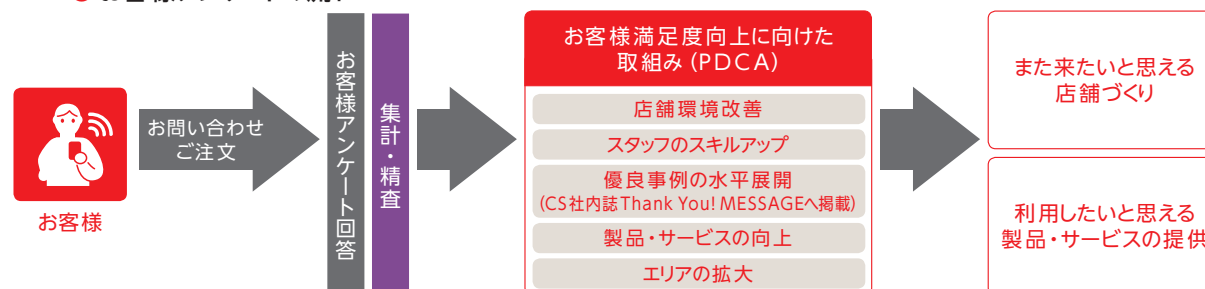 お客様
お問い合わせ
ご注文
お客様アンケート回答
集計・精査
お客様満足度向上に向けた
取組み（PDCA）
店舗環境改善
スタッフのスキルアップ
優良事例の水平展開
(CS社内誌Thank You! MESSAGEへ掲載)
製品・サービスの向上
エリアの拡大
また来たいと思える
店舗づくり
利用したいと思える
製品・サービスの提供